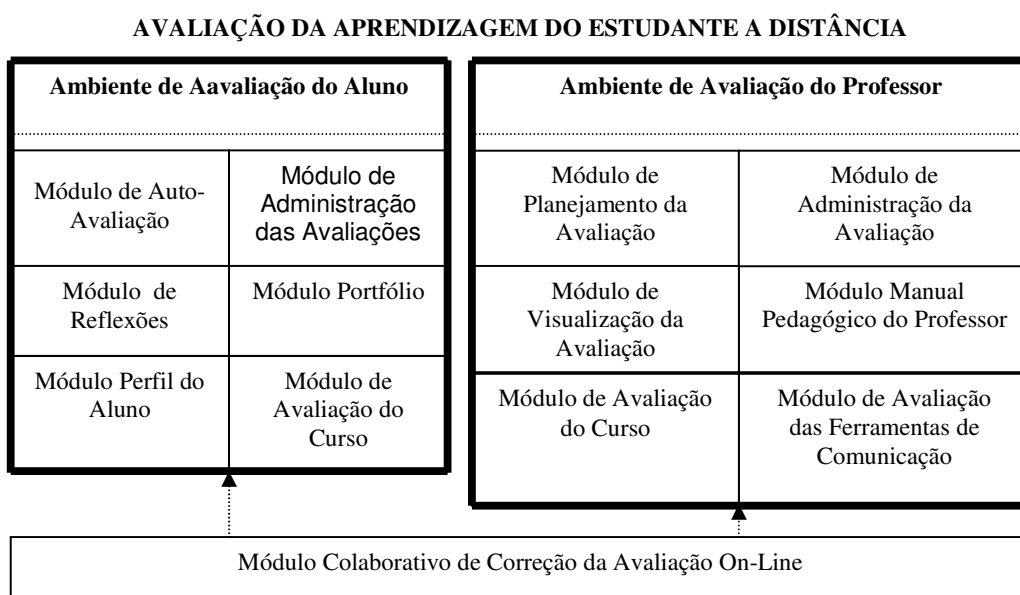 AVALIAÇÃO DA APRENDIZAGEM DO ESTUDANTE A DISTÂNCIA
Ambiente de Aavaliação do Aluno
Módulo de Auto-
Avaliação
Módulo de
Administração
das Avaliações
Módulo de
Reflexões
Módulo Portfólio
Módulo Perfil do
Aluno
Módulo de
Avaliação do
Curso
Ambiente de Avaliação do Professor
Módulo de
Planejamento da
Avaliação
Módulo de
Administração da
Avaliação
Módulo de
Visualização da
Avaliação
Módulo Manual
Pedagógico do Professor
Módulo de Avaliação
do Curso
Módulo de Avaliação
das Ferramentas de
Comunicação
Módulo Colaborativo de Correção da Avaliação On-Line